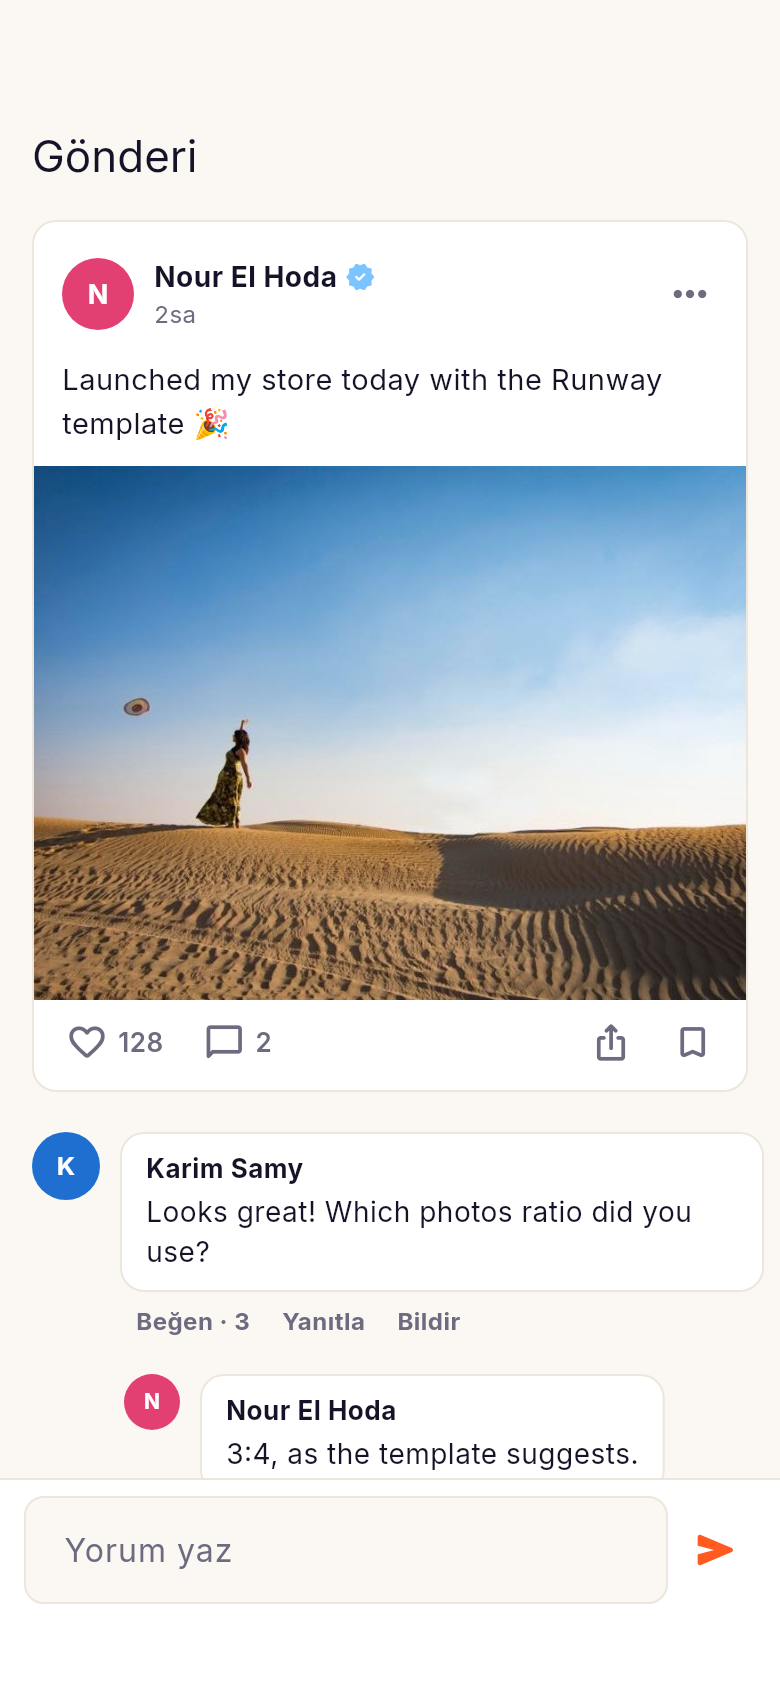 Gönderi
N
Nour El Hoda
2sa
Launched my store today with the Runway
template 🎉
128
2
K
Karim Samy
Looks great! Which photos ratio did you
use?
Beğen · 3 Yanıtla Bildir
N
Nour El Hoda
3:4, as the template suggests.
Yorum yaz